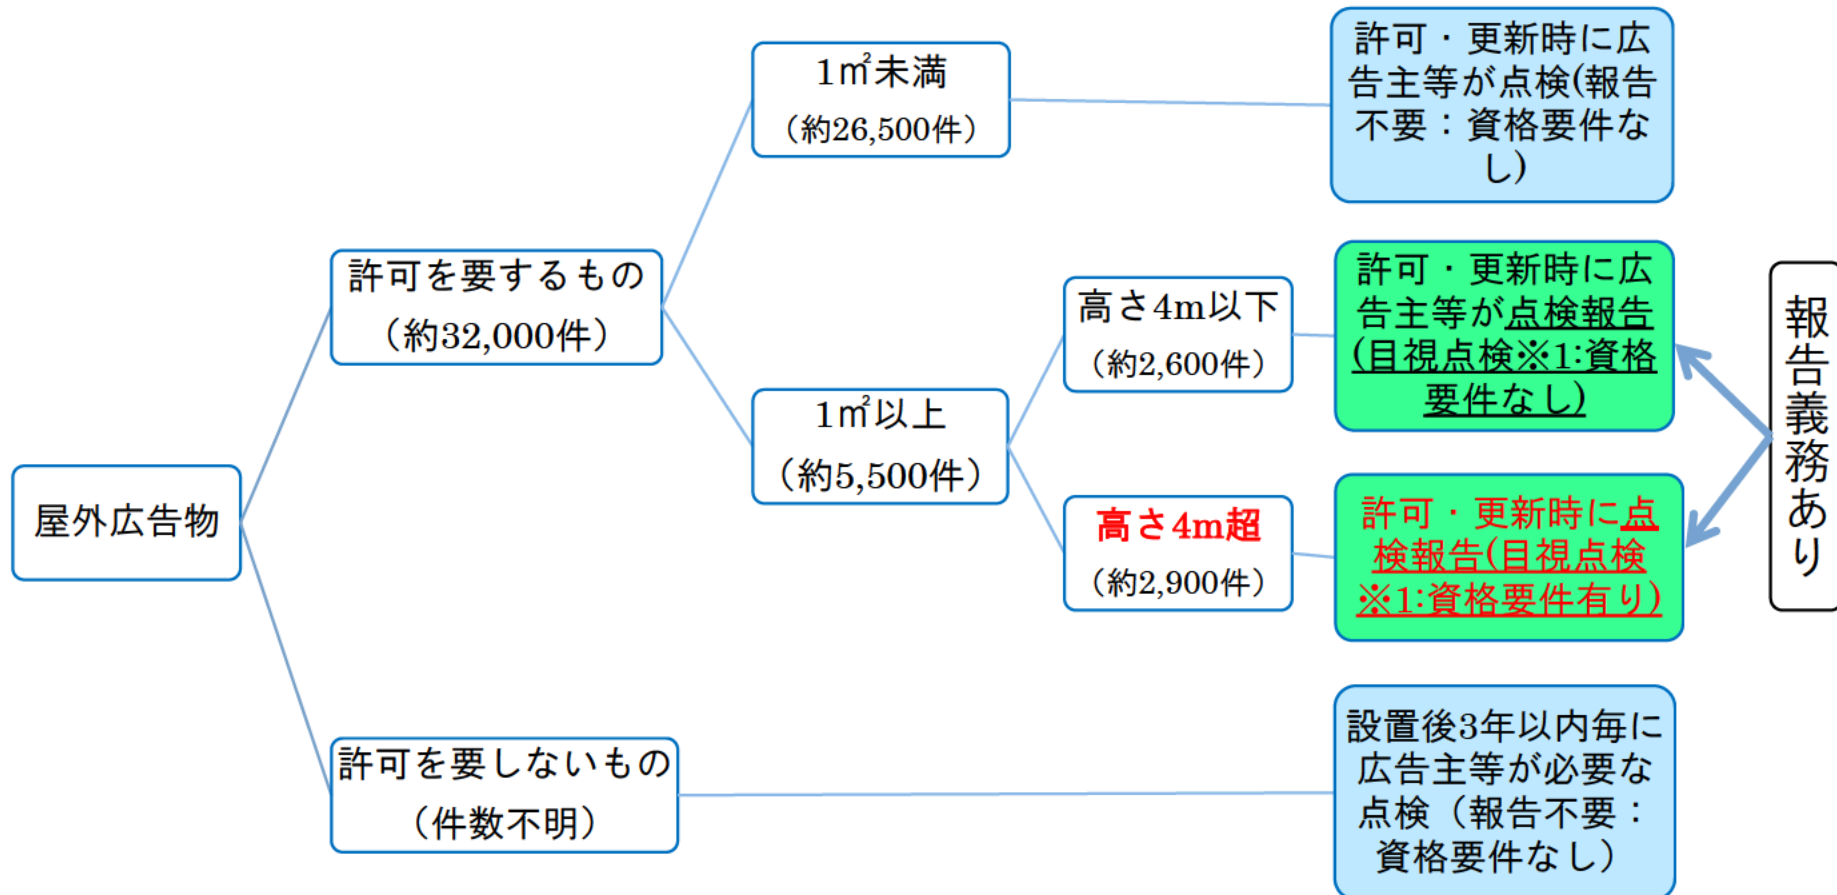 屋外広告物
許可を要するもの
（約32,000件）
許可を要しないもの
（件数不明）
1㎡未満
（約26,500件）
1㎡以上
（約5,500件）
高さ4m以下
（約2,600件）
高さ4m超
（約2,900件）
許可・更新時に広
告主等が点検(報告
不要：資格要件な
し)
許可・更新時に広
告主等が点検報告
(目視点検※1:資格
要件なし)
許可・更新時に点
検報告(目視点検
※1:資格要件有り)
設置後3年以内毎に
広告主等が必要な
点検（報告不要：
資格要件なし）
報告義務あり